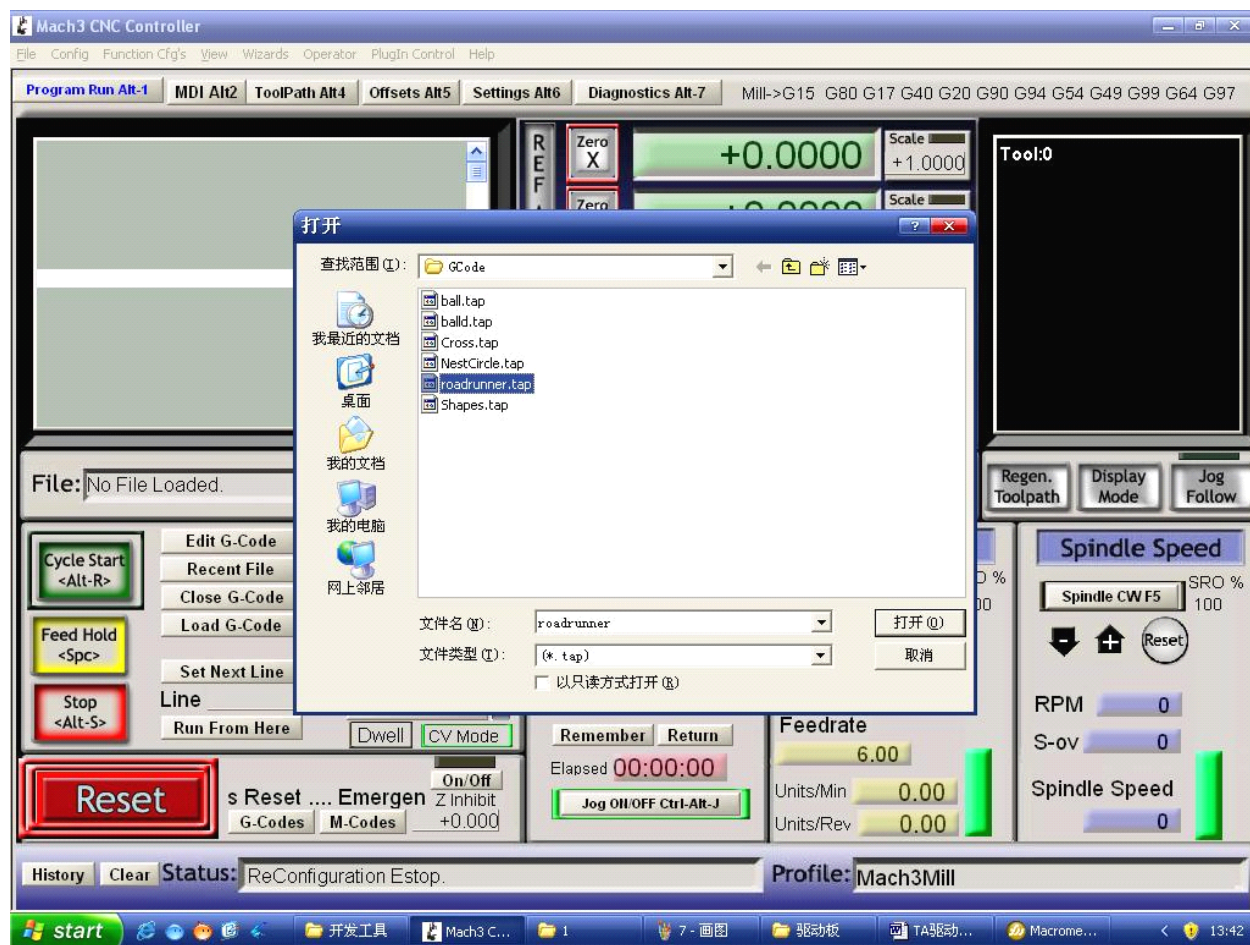 Mach3 CNC Controller
File Config Function Cfg's View Wizards Operator PlugIn Control Help
Program Run Alt-1 MDI Alt2 ToolPath Alt4 Offsets Alt5 Settings Alt6 Diagnostics Alt-7 Mill->G15 G80 G17 G40 G20 G90 G94 G54 G49 G99 G64 G97
REF
Zero X
+0.0000
Scale
+1.0000
Tool:0
Zero
Scale
打开
查找范围(I):
GCode
我最近的文档
桌面
我的文档
我的电脑
网上邻居
ball.tap
balld.tap
Cross.tap
NestCircle.tap
roadrunner.tap
Shapes.tap
文件名(N):
roadrunner
打开(O)
文件类型(T):
(*.tap)
取消
以只读方式打开(R)
File: No File Loaded.
Regen. Toolpath
Display Mode
Jog Follow
Cycle Start
<Alt-R>
Feed Hold
<Spc>
Stop
<Alt-S>
Edit G-Code
Recent File
Close G-Code
Load G-Code
Set Next Line
Line
Run From Here
Dwell
CV Mode
Reset
s Reset .... Emergen
G-Codes M-Codes
On/Off
Z Inhibit
+0.000
Remember Return
Elapsed 00:00:00
Jog ON/OFF Ctrl-Alt-J
Feedrate
6.00
Units/Min 0.00
Units/Rev 0.00
Spindle Speed
Spindle CW F5
SRO %
100
Reset
RPM 0
S-ov 0
Spindle Speed
0
History Clear Status: ReConfiguration Estop.
Profile: Mach3Mill
start
开发工具
Mach3 C...
1
7 - 画图
驱动板
TA驱动...
Macrome...
13:42